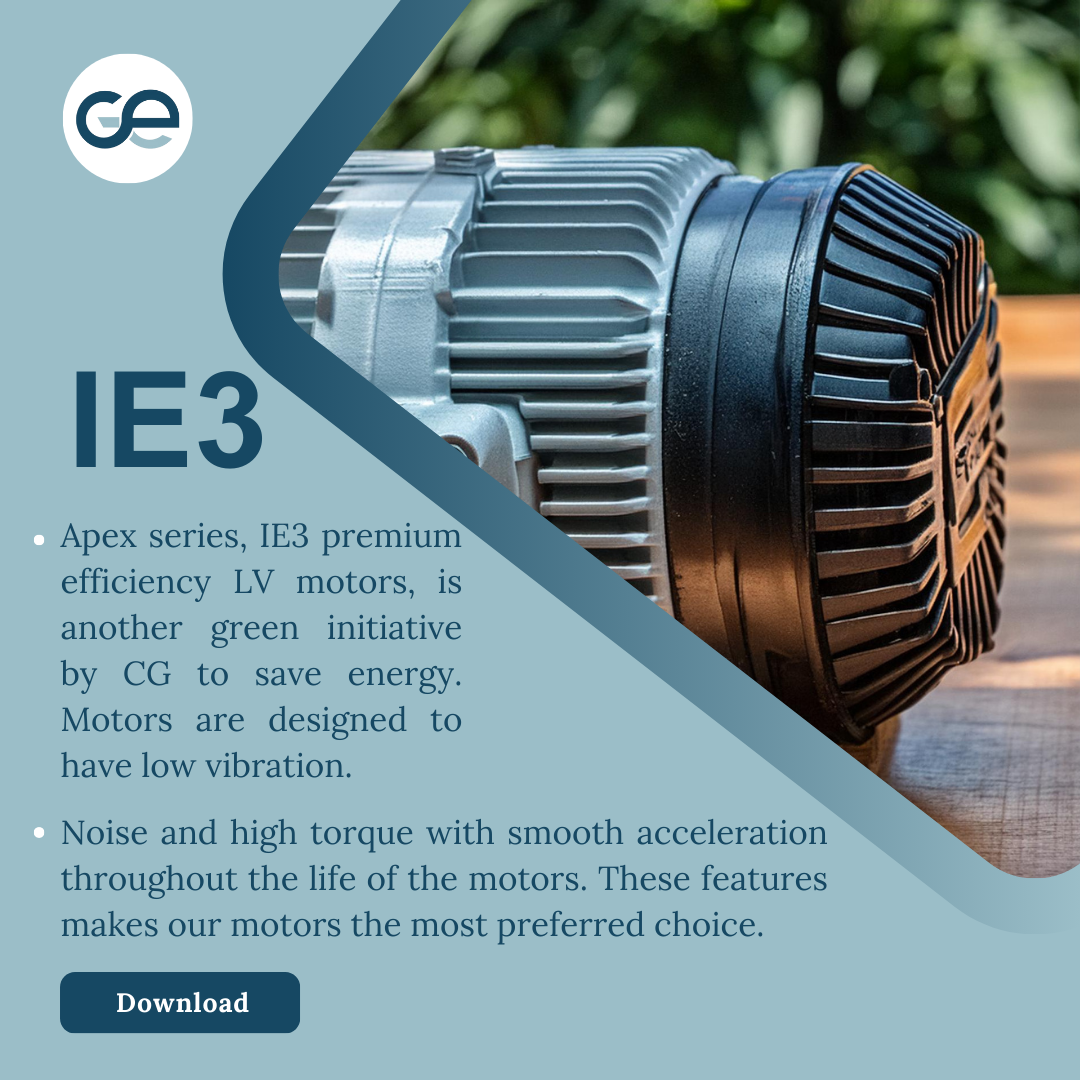 GE
IE3
Apex series, IE3 premium
efficiency LV motors, is
another green initiative
by CG to save energy.
Motors are designed to
have low vibration.
Noise and high torque with smooth acceleration
throughout the life of the motors. These features
makes our motors the most preferred choice.
Download